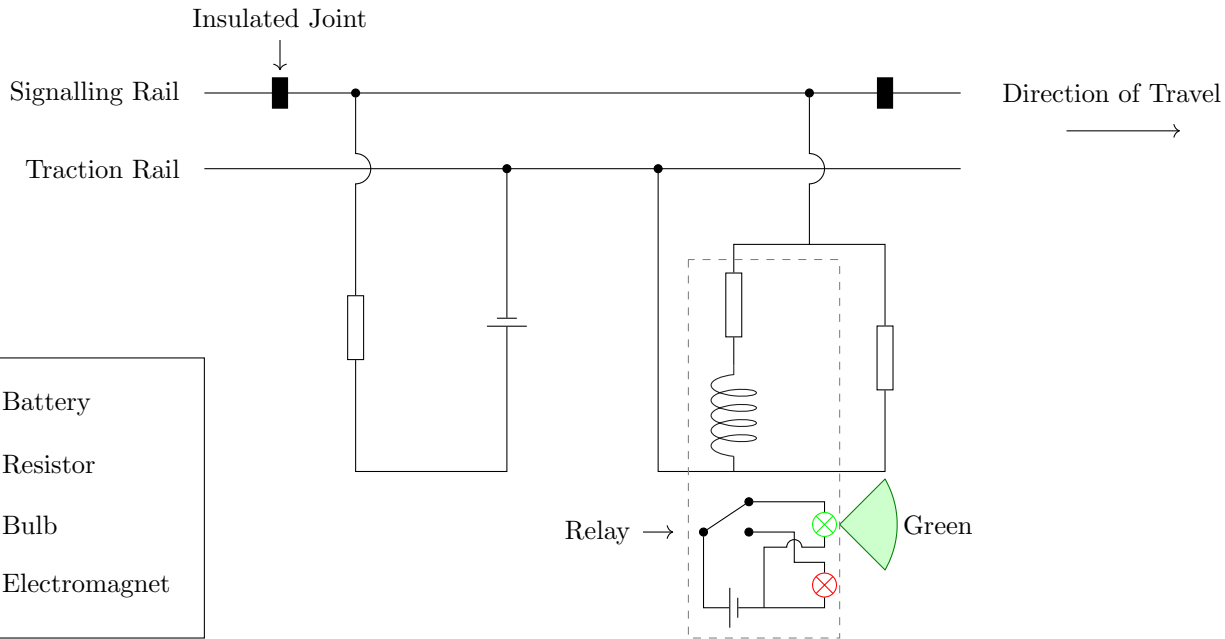 Insulated Joint
Signalling Rail
Direction of Travel
Traction Rail
Battery
Resistor
Bulb
Electromagnet
Relay
Green